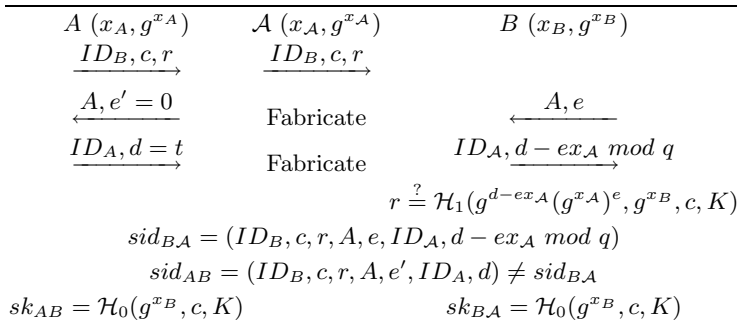 A (x_A, g^{x_A})   𝒜 (x_𝒜, g^{x_𝒜})   B (x_B, g^{x_B})
ID_B, c, r   ID_B, c, r
A, e′ = 0   Fabricate   A, e
ID_A, d = t   Fabricate   ID_𝒜, d − ex_𝒜 mod q
r ≟ ℋ_1(g^{d−ex_𝒜}(g^{x_𝒜})^e, g^{x_B}, c, K)
sid_{B𝒜} = (ID_B, c, r, A, e, ID_𝒜, d − ex_𝒜 mod q)
sid_{AB} = (ID_B, c, r, A, e′, ID_A, d) ≠ sid_{B𝒜}
sk_{AB} = ℋ_0(g^{x_B}, c, K)   sk_{B𝒜} = ℋ_0(g^{x_B}, c, K)